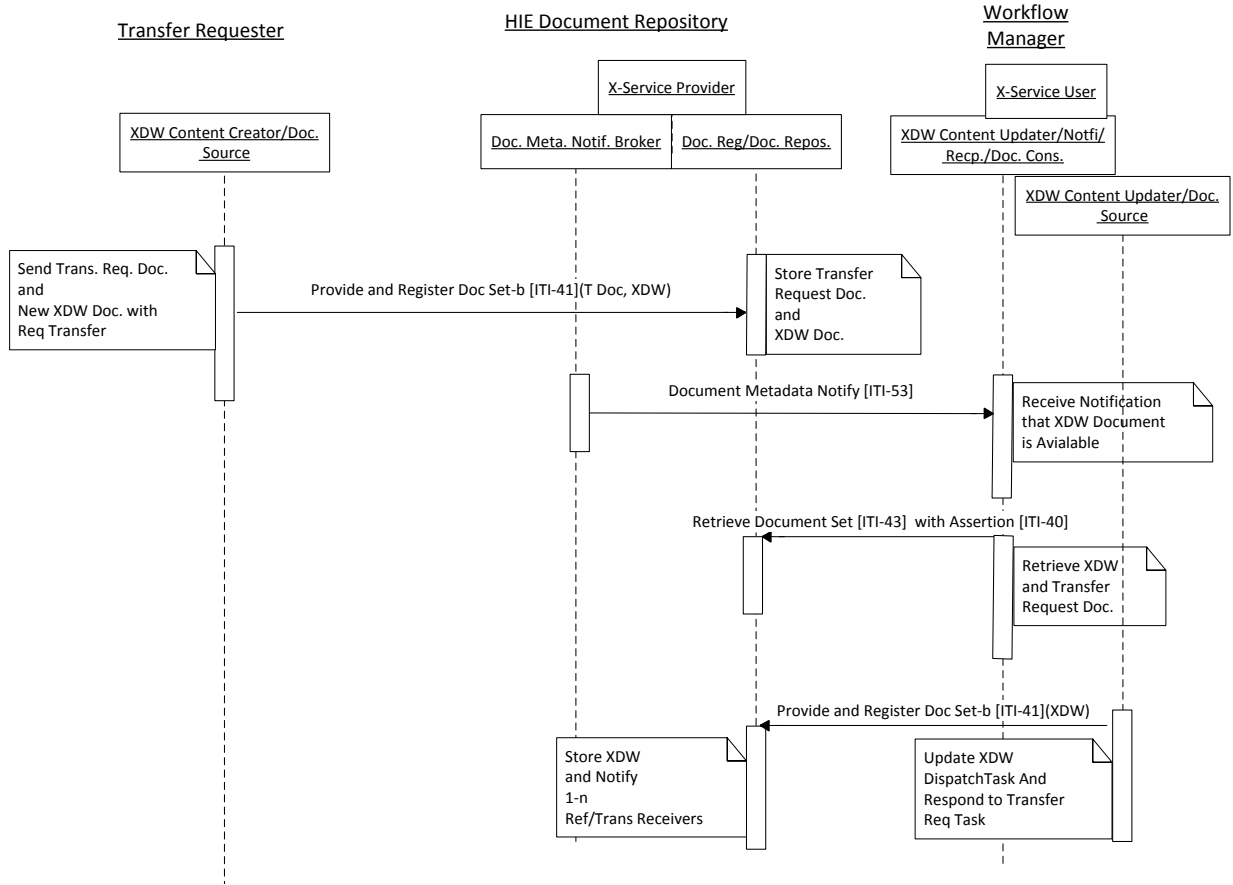 Transfer Requester
HIE Document Repository
Workflow
Manager
X-Service Provider
X-Service User
XDW Content Creator/Doc.
Source
Doc. Meta. Notif. Broker
Doc. Reg/Doc. Repos.
XDW Content Updater/Notfi/
Recp./Doc. Cons.
XDW Content Updater/Doc.
Source
Send Trans. Req. Doc.
and
New XDW Doc. with
Req Transfer
Provide and Register Doc Set-b [ITI-41](T Doc, XDW)
Store Transfer
Request Doc.
and
XDW Doc.
Document Metadata Notify [ITI-53]
Receive Notification
that XDW Document
is Avialable
Retrieve Document Set [ITI-43] with Assertion [ITI-40]
Retrieve XDW
and Transfer
Request Doc.
Provide and Register Doc Set-b [ITI-41](XDW)
Store XDW
and Notify
1-n
Ref/Trans Receivers
Update XDW
DispatchTask And
Respond to Transfer
Req Task